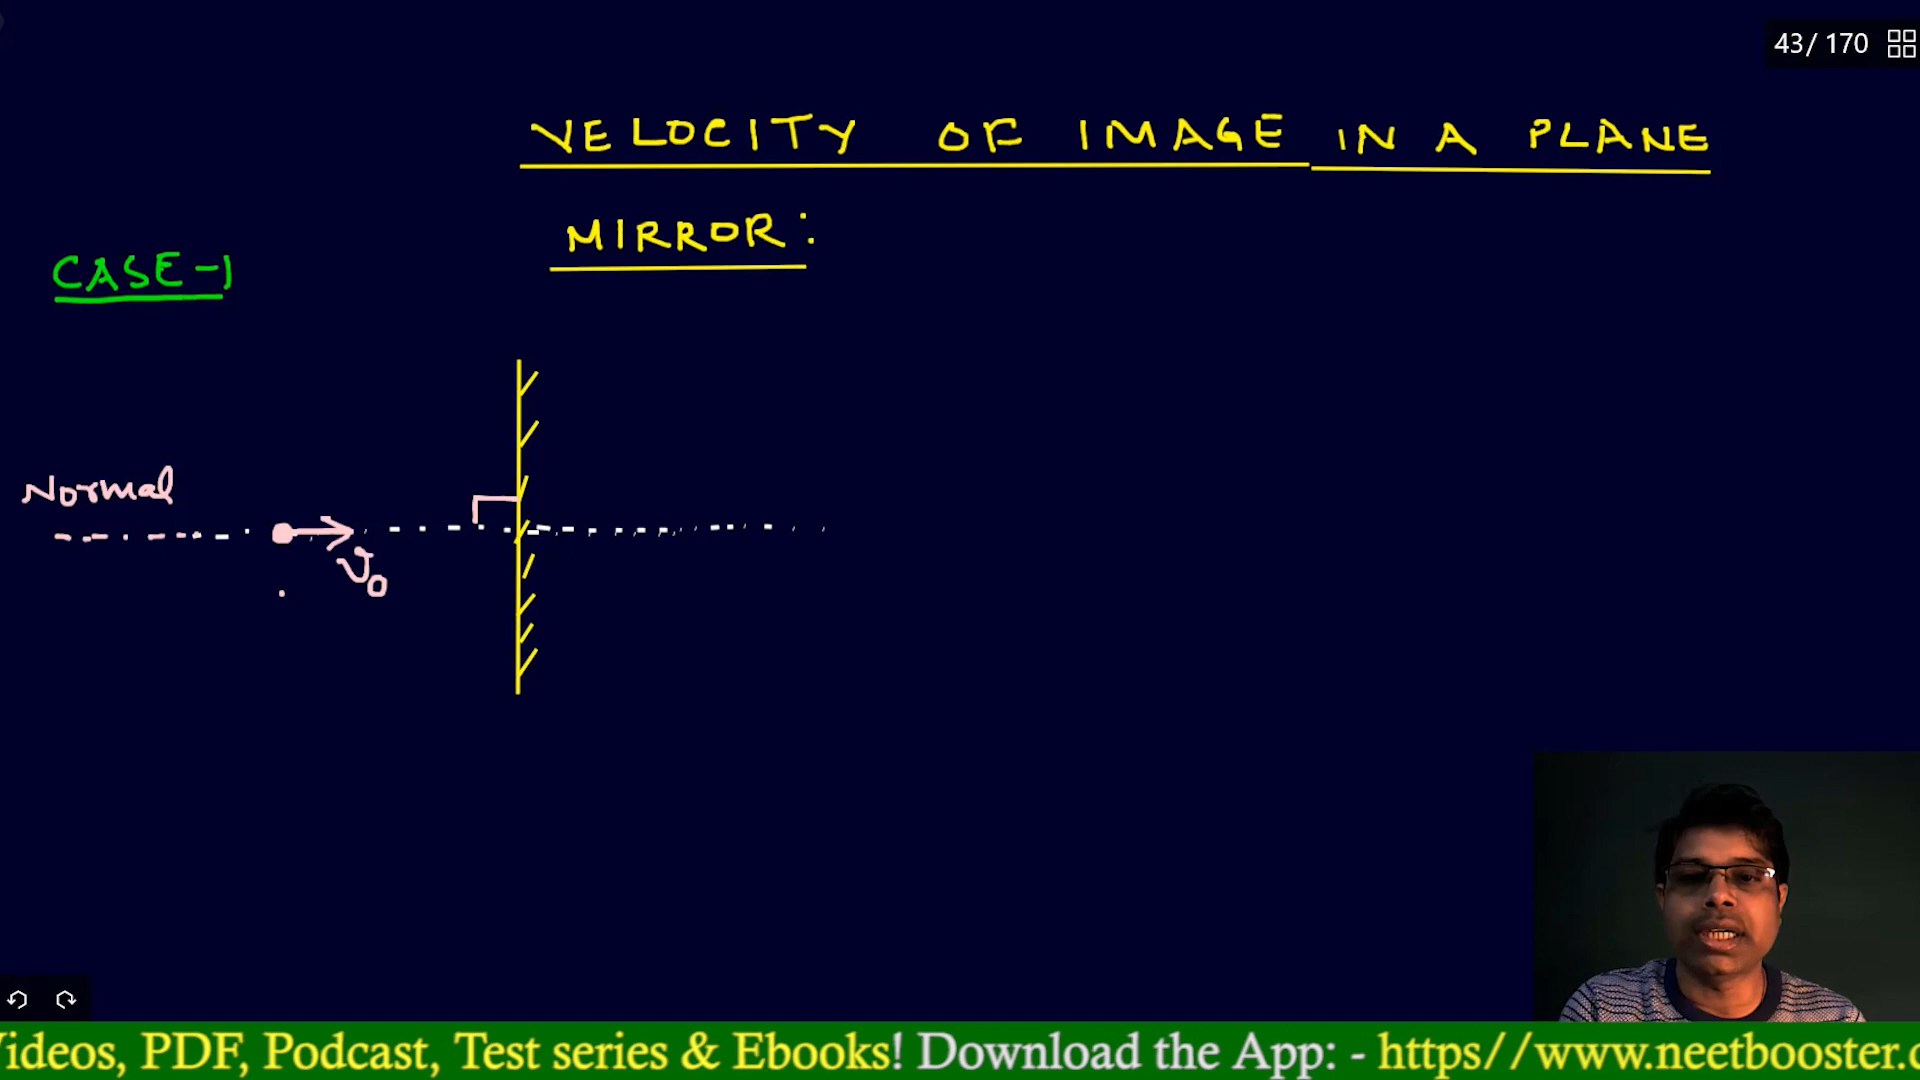 43/ 170
VELOCITY OF IMAGE IN A PLANE
MIRROR:
CASE-1
Normal
v₀
Videos, PDF, Podcast, Test series & Ebooks! Download the App: - https//www.neetbooster.c